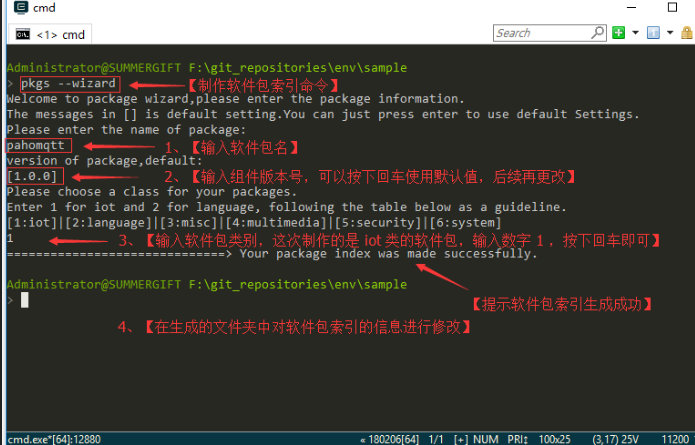 cmd
<1> cmd
Search
Administrator@SUMMERGIFT F:\git_repositories\env\sample
> pkgs --wizard 【制作软件包索引命令】
Welcome to package wizard,please enter the package information.
The messages in [] is default setting.You can just press enter to use default Settings.
Please enter the name of package:
pahomqtt 1、【输入软件包名】
version of package,default:
[1.0.0] 2、【输入组件版本号，可以按下回车使用默认值，后续再更改】
Please choose a class for your packages.
Enter 1 for iot and 2 for language, following the table below as a guideline.
[1:iot]|[2:language]|[3:misc]|[4:multimedia]|[5:security]|[6:system]
1 3、【输入软件包类别，这次制作的是 iot 类的软件包，输入数字 1 ，按下回车即可】
=============================> Your package index was made successfully.
Administrator@SUMMERGIFT F:\git_repositories\env\sample
> 【提示软件包索引生成成功】
4、【在生成的文件夹中对软件包索引的信息进行修改】
cmd.exe*[64]:12880 « 180206[64] 1/1 [+] NUM PRI↕ 100x25 (3,17) 25V 11200